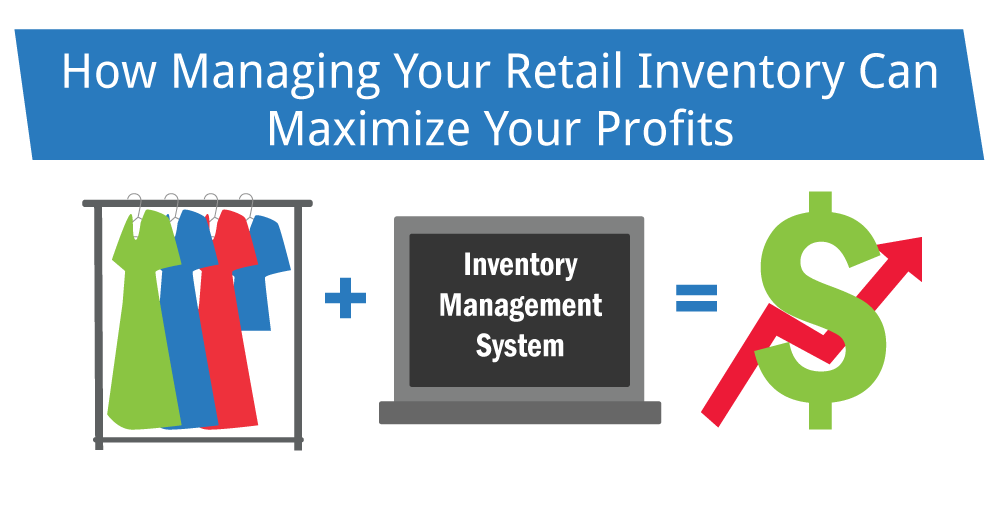 How Managing Your Retail Inventory Can
Maximize Your Profits
Inventory
Management
System
+
=
$